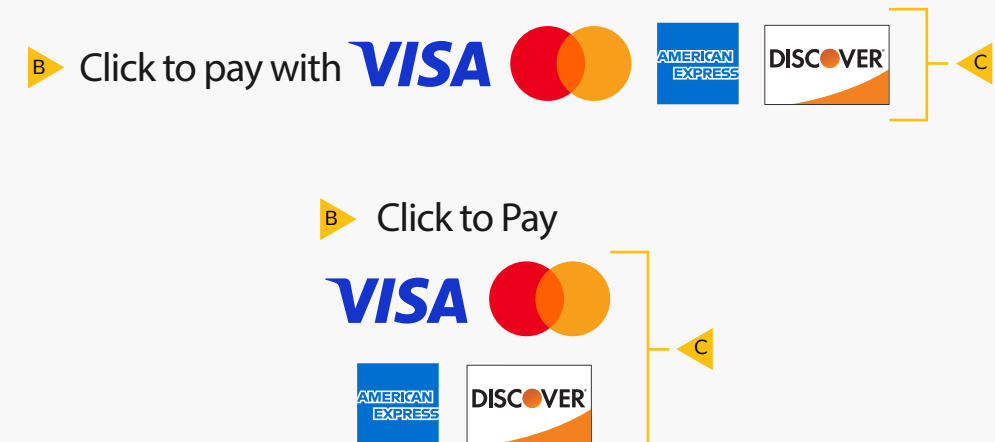 B Click to pay with VISA AMERICAN EXPRESS DISCOVER C
B Click to Pay
VISA
C
AMERICAN EXPRESS DISCOVER